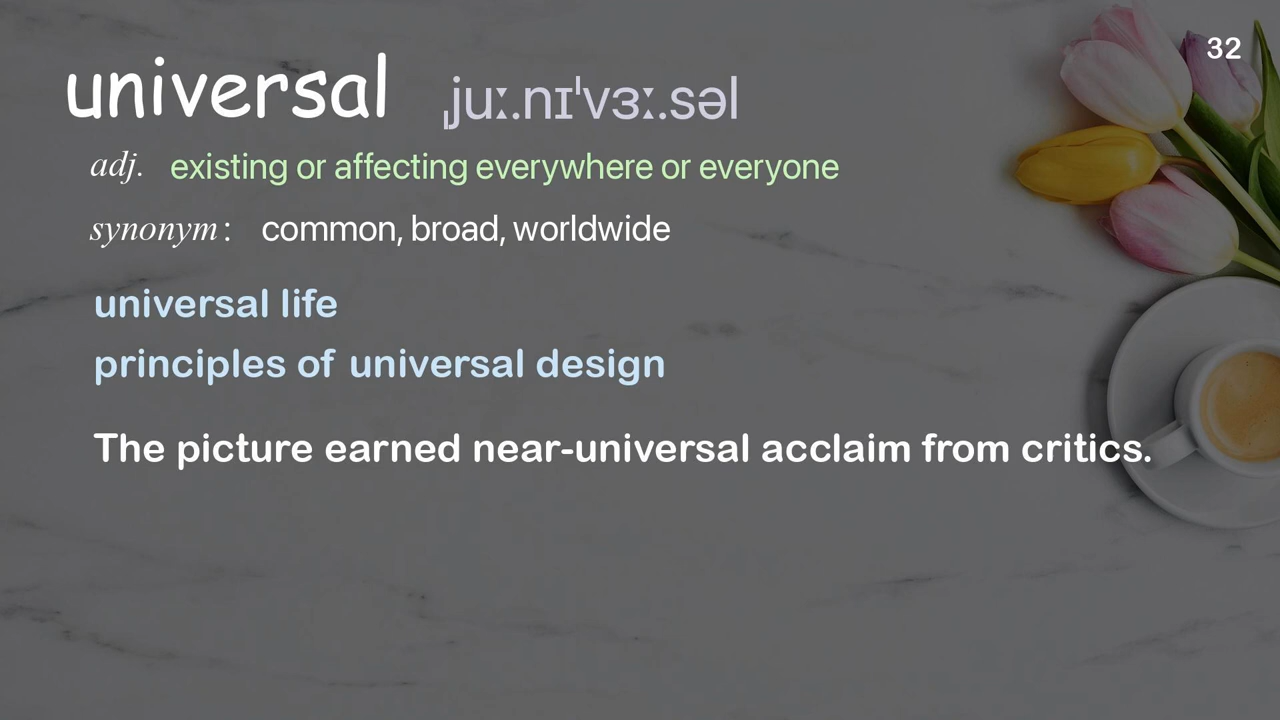 32
universal ˌjuː.nɪˈvɜː.səl
adj. existing or affecting everywhere or everyone
synonym : common, broad, worldwide
universal life
principles of universal design
The picture earned near-universal acclaim from critics.